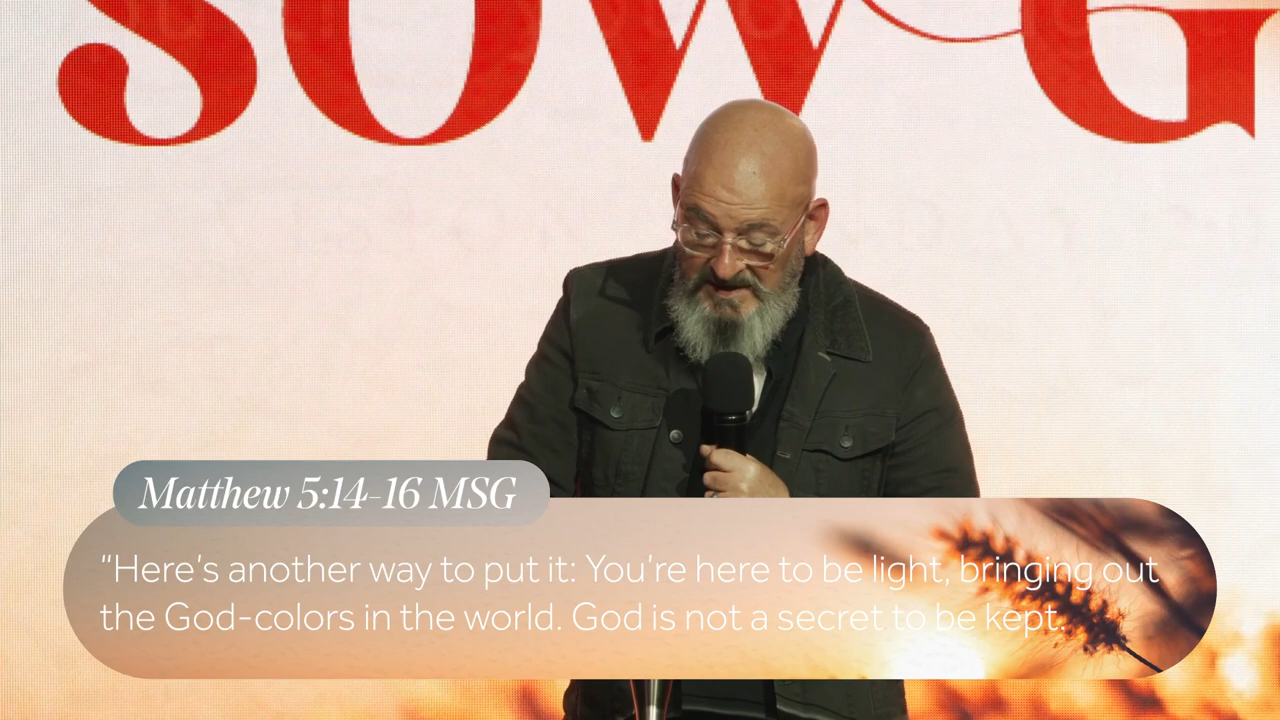 SOW G
Matthew 5:14-16 MSG
“Here’s another way to put it: You’re here to be light, bringing out
the God-colors in the world. God is not a secret to be kept.